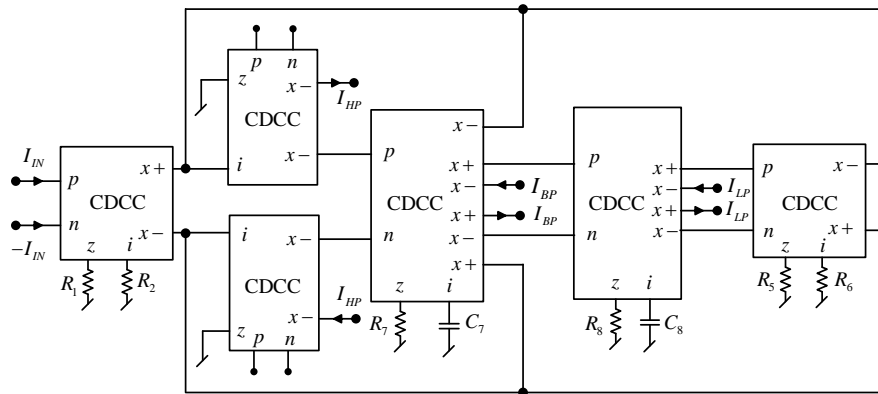 p n
z x −
I_HP
CDCC
i x −
I_IN
p x +
CDCC
n x −
−I_IN
z i
R_1 R_2
i x −
CDCC
I_HP
z x −
p n
x −
p x +
x − I_BP
CDCC
x + I_BP
n x −
x +
z i
R_7 C_7
p x +
x − I_LP
CDCC
x + I_LP
n x −
z i
R_8 C_8
p x −
CDCC
n x +
z i
R_5 R_6